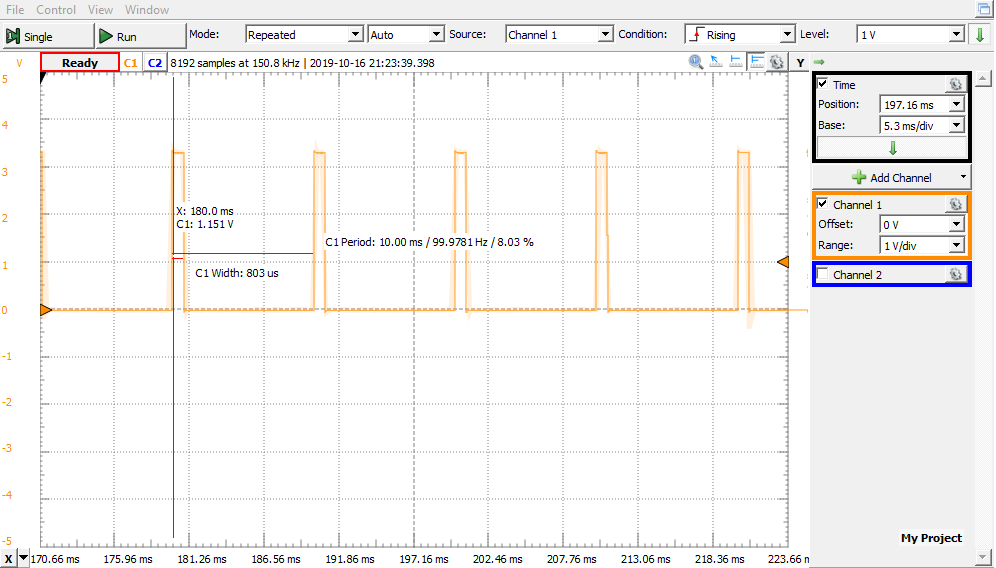 File Control View Window
Single Run Mode: Repeated Auto Source: Channel 1 Condition: Rising Level: 1 V
V Ready C1 C2 8192 samples at 150.8 kHz | 2019-10-16 21:23:39.398 Y
5
4
3
2
1
0
-1
-2
-3
-4
-5
X: 180.0 ms
C1: 1.151 V
C1 Period: 10.00 ms / 99.9781 Hz / 8.03 %
C1 Width: 803 us
X 170.66 ms 175.96 ms 181.26 ms 186.56 ms 191.86 ms 197.16 ms 202.46 ms 207.76 ms 213.06 ms 218.36 ms 223.66 m
Time
Position: 197.16 ms
Base: 5.3 ms/div
Add Channel
Channel 1
Offset: 0 V
Range: 1 V/div
Channel 2
My Project